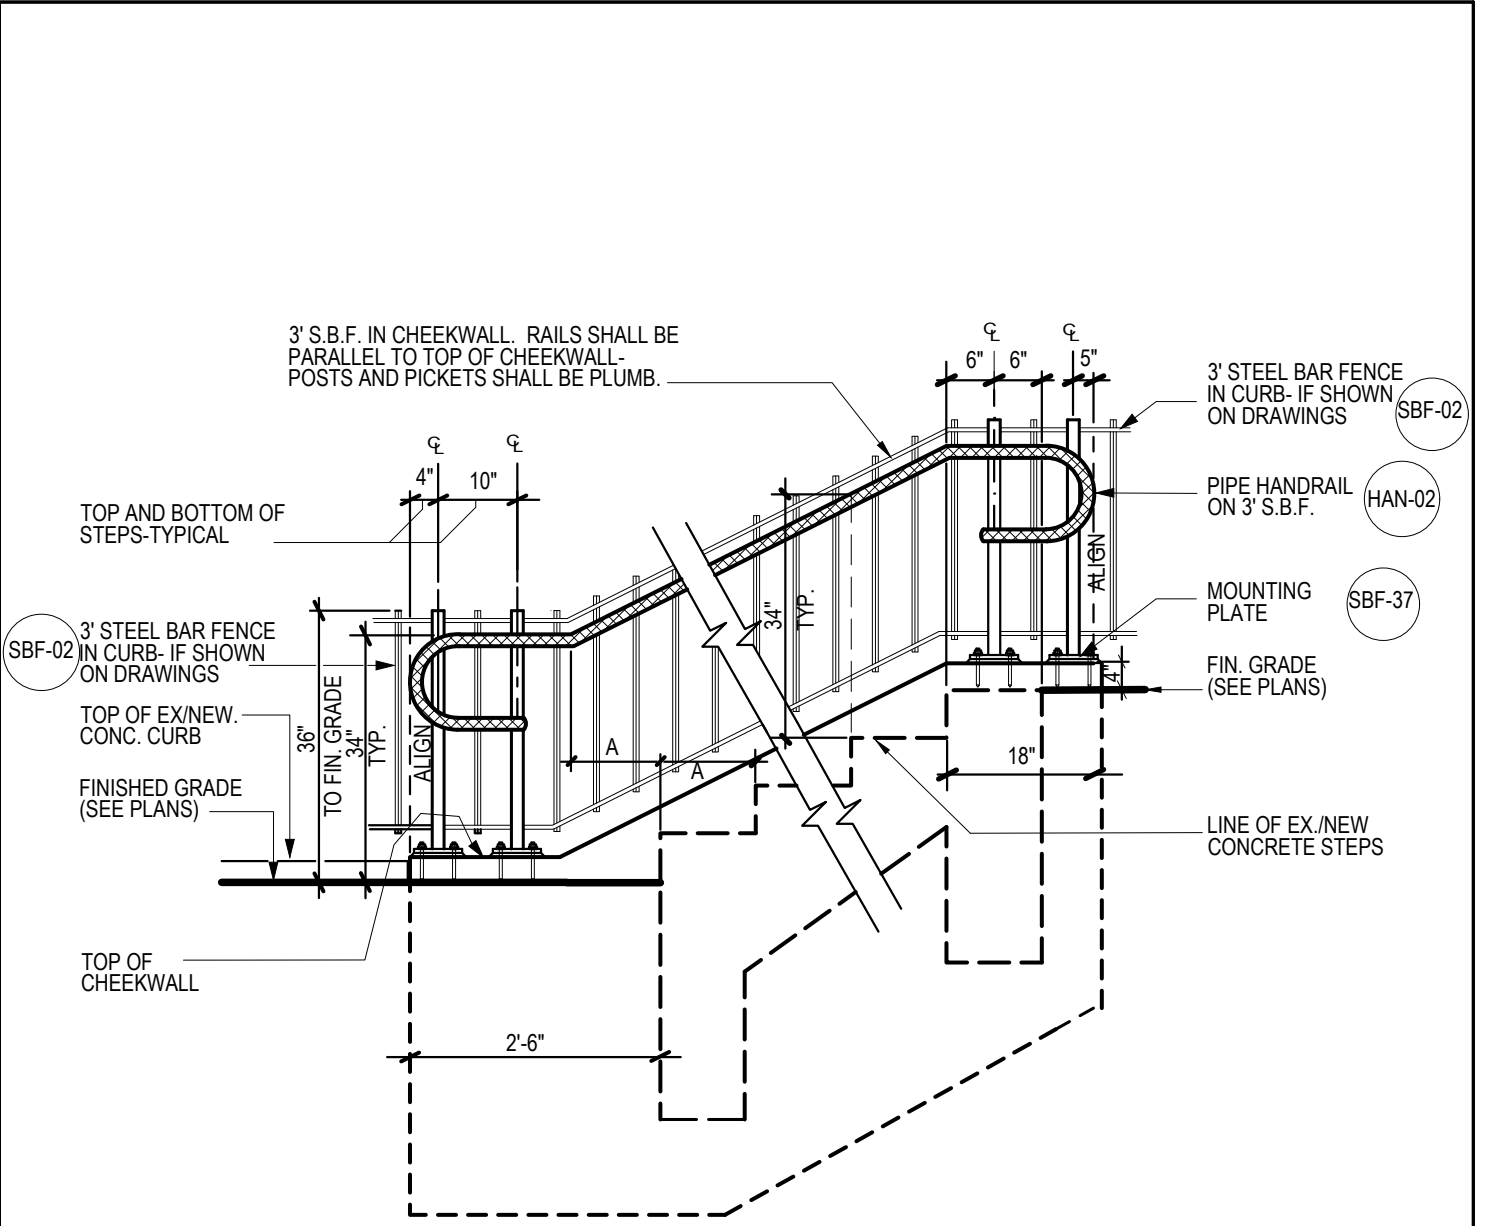 3' S.B.F. IN CHEEKWALL. RAILS SHALL BE
PARALLEL TO TOP OF CHEEKWALL-
POSTS AND PICKETS SHALL BE PLUMB.
℄
℄
6"
6"
5"
3' STEEL BAR FENCE
IN CURB- IF SHOWN
ON DRAWINGS
SBF-02
℄
℄
4"
10"
TOP AND BOTTOM OF
STEPS-TYPICAL
PIPE HANDRAIL
ON 3' S.B.F.
HAN-02
ALIGN
MOUNTING
PLATE
SBF-37
34"
TYP.
SBF-02
3' STEEL BAR FENCE
IN CURB- IF SHOWN
ON DRAWINGS
FIN. GRADE
(SEE PLANS)
4"
TOP OF EX/NEW.
CONC. CURB
36"
TO FIN. GRADE
34"
TYP.
ALIGN
A
A
18"
FINISHED GRADE
(SEE PLANS)
LINE OF EX./NEW
CONCRETE STEPS
TOP OF
CHEEKWALL
2'-6"